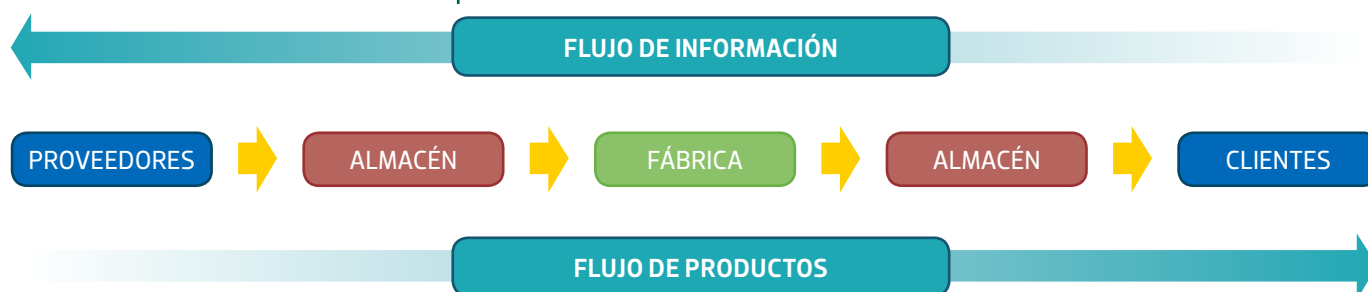 FLUJO DE INFORMACIÓN
PROVEEDORES ALMACÉN FÁBRICA ALMACÉN CLIENTES
FLUJO DE PRODUCTOS